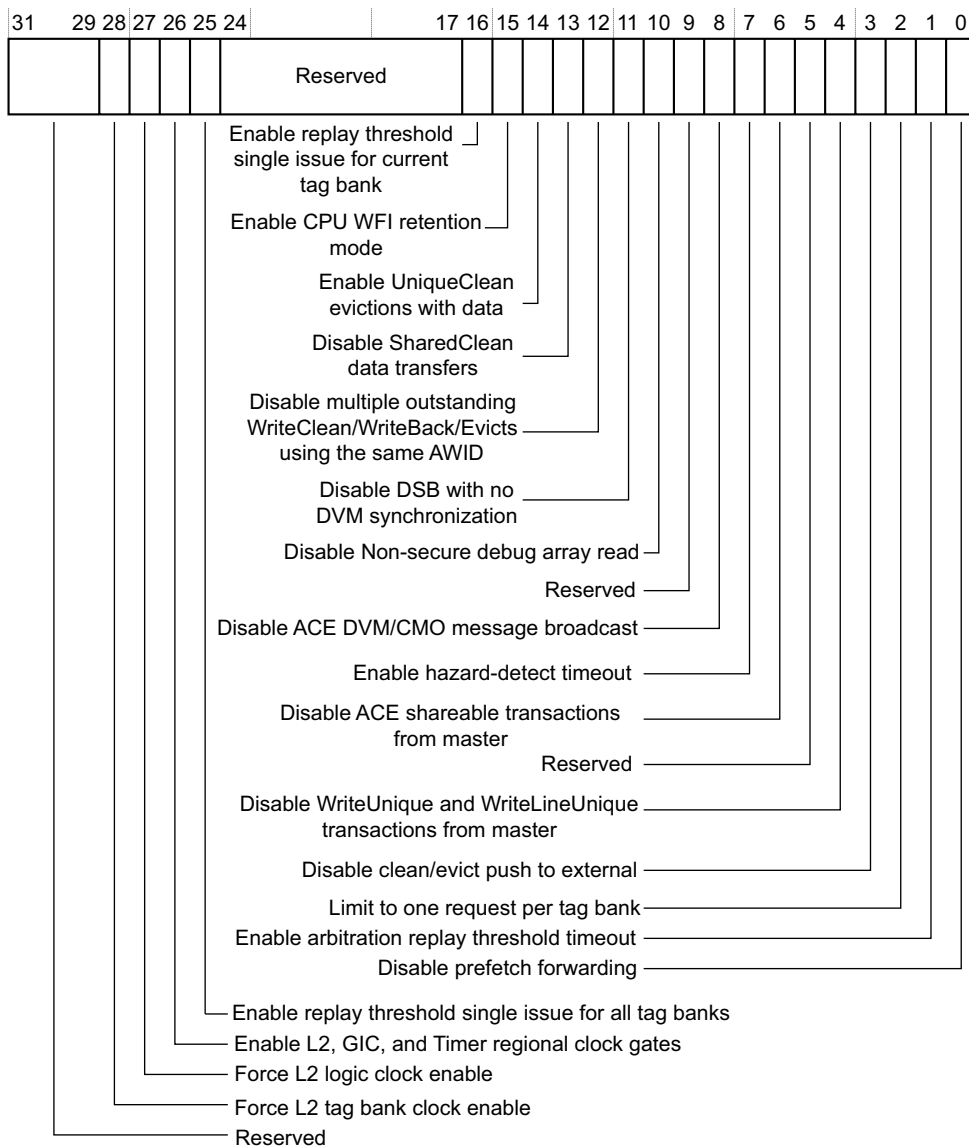 31 29 28 27 26 25 24 17 16 15 14 13 12 11 10 9 8 7 6 5 4 3 2 1 0
Reserved
Enable replay threshold
single issue for current
tag bank
Enable CPU WFI retention
mode
Enable UniqueClean
evictions with data
Disable SharedClean
data transfers
Disable multiple outstanding
WriteClean/WriteBack/Evicts
using the same AWID
Disable DSB with no
DVM synchronization
Disable Non-secure debug array read
Reserved
Disable ACE DVM/CMO message broadcast
Enable hazard-detect timeout
Disable ACE shareable transactions
from master
Reserved
Disable WriteUnique and WriteLineUnique
transactions from master
Disable clean/evict push to external
Limit to one request per tag bank
Enable arbitration replay threshold timeout
Disable prefetch forwarding
Enable replay threshold single issue for all tag banks
Enable L2, GIC, and Timer regional clock gates
Force L2 logic clock enable
Force L2 tag bank clock enable
Reserved